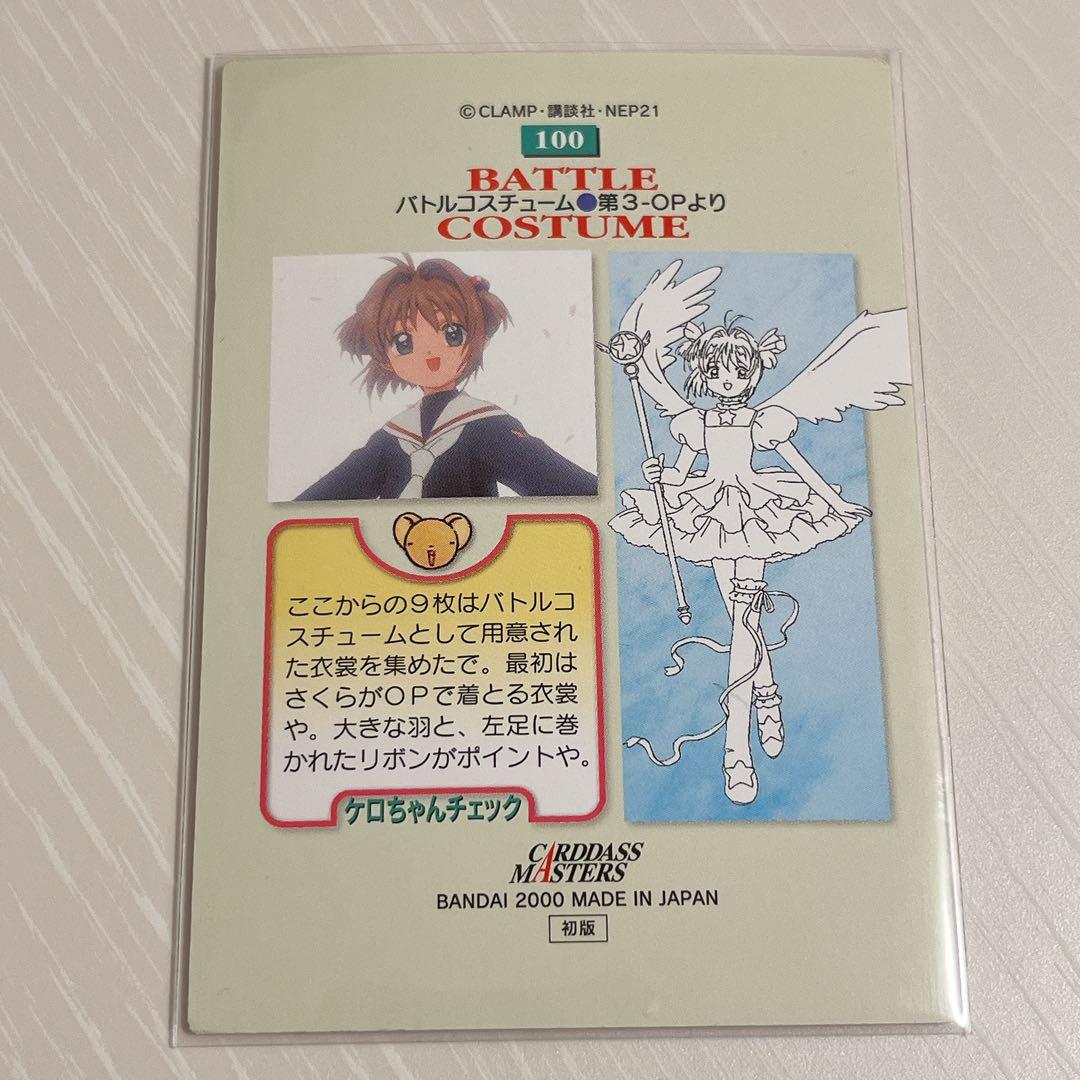 ©CLAMP・講談社・NEP21
100
BATTLE
バトルコスチューム●第3-OPより
COSTUME
ここからの9枚はバトルコ
スチュームとして用意され
た衣裳を集めたで。最初は
さくらがOPで着とる衣裳
や。大きな羽と、左足に巻
かれたリボンがポイントや。
ケロちゃんチェック
CARDDASS
MASTERS
BANDAI 2000 MADE IN JAPAN
初版